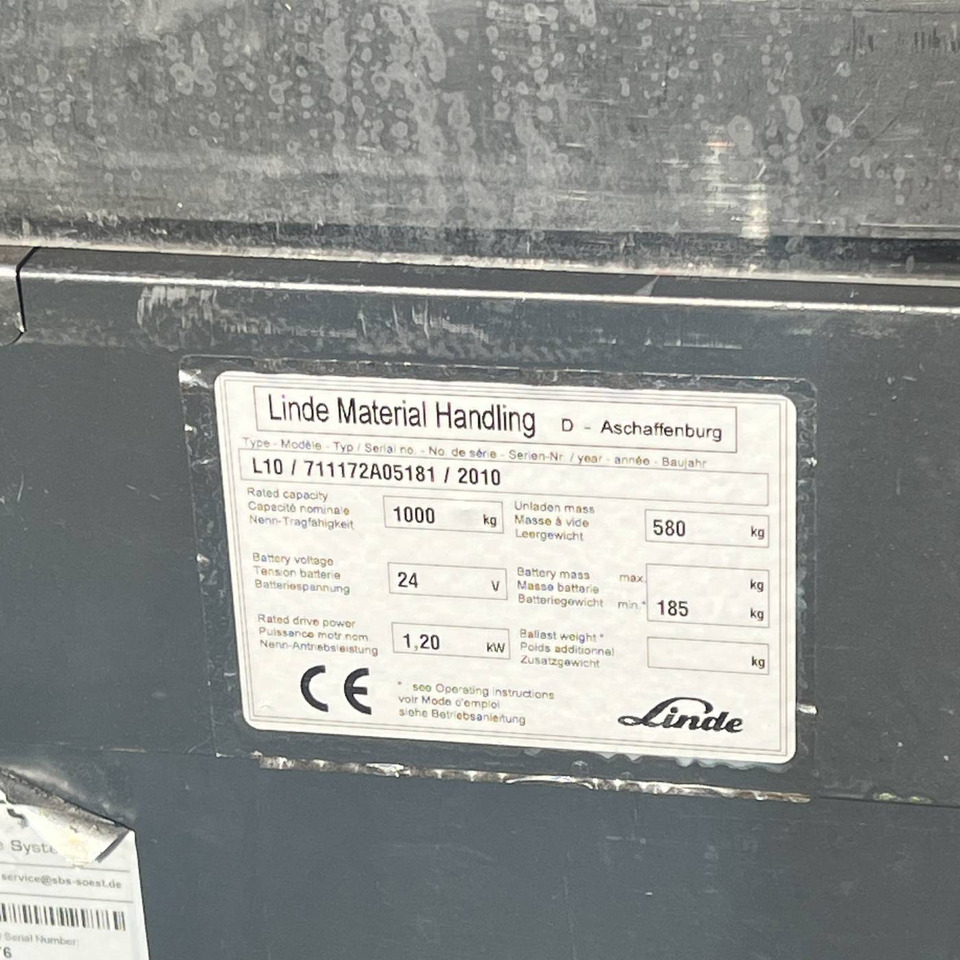 Linde Material Handling D - Aschaffenburg
Type - Modèle - Typ / Serial no. - No. de série - Serien-Nr. / year - année - Baujahr
L10 / 711172A05181 / 2010
Rated capacity
Capacité nominale
Nenn-Tragfähigkeit
1000 kg
Unladen mass
Masse à vide
Leergewicht
580 kg
Battery voltage
Tension batterie
Batteriespannung
24 V
Battery mass max.
Masse batterie
Batteriegewicht min.*
kg
185 kg
Rated drive power
Puissance motr.nom.
Nenn-Antriebsleistung
1,20 kW
Ballast weight *
Poids additionnel
Zusatzgewicht
kg
CE
* : see Operating instructions
voir Mode d'emploi
siehe Betriebsanleitung
Linde
service@sbs-soest.de
/ Serial Number:
6